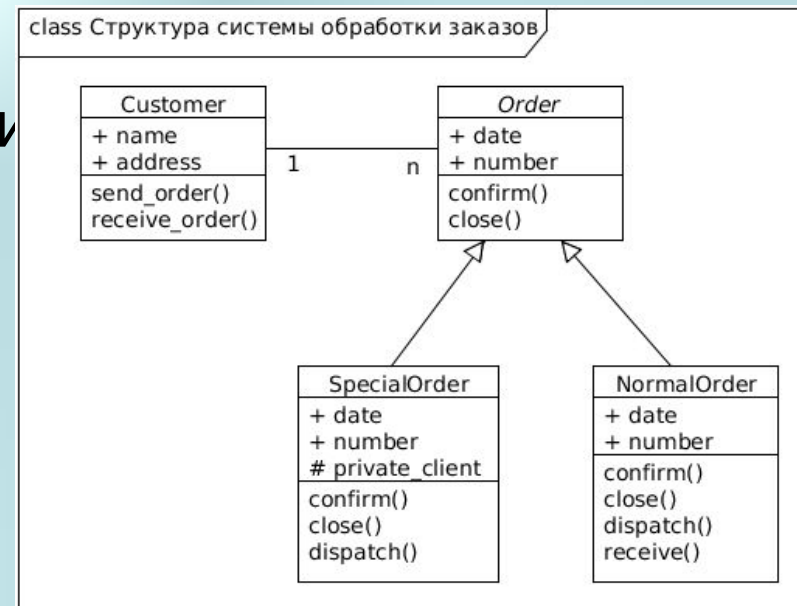 class Структура системы обработки заказов
Customer
+ name
+ address
send_order()
receive_order()
1
n
Order
+ date
+ number
confirm()
close()
SpecialOrder
+ date
+ number
# private_client
confirm()
close()
dispatch()
NormalOrder
+ date
+ number
confirm()
close()
dispatch()
receive()